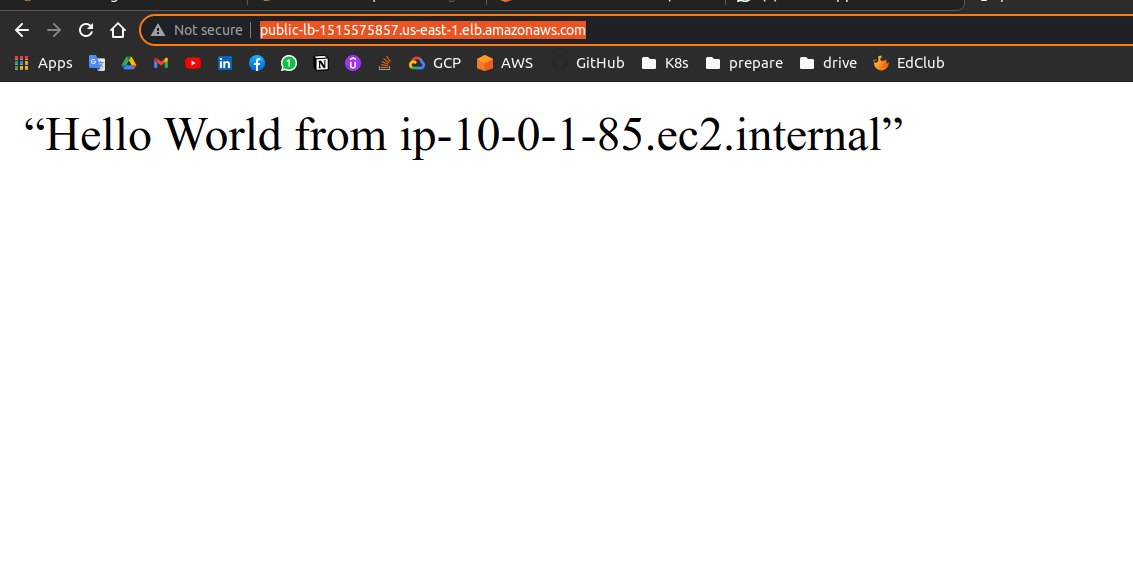 Not secure public-lb-1515575857.us-east-1.elb.amazonaws.com
Apps GCP AWS GitHub K8s prepare drive EdClub
“Hello World from ip-10-0-1-85.ec2.internal”